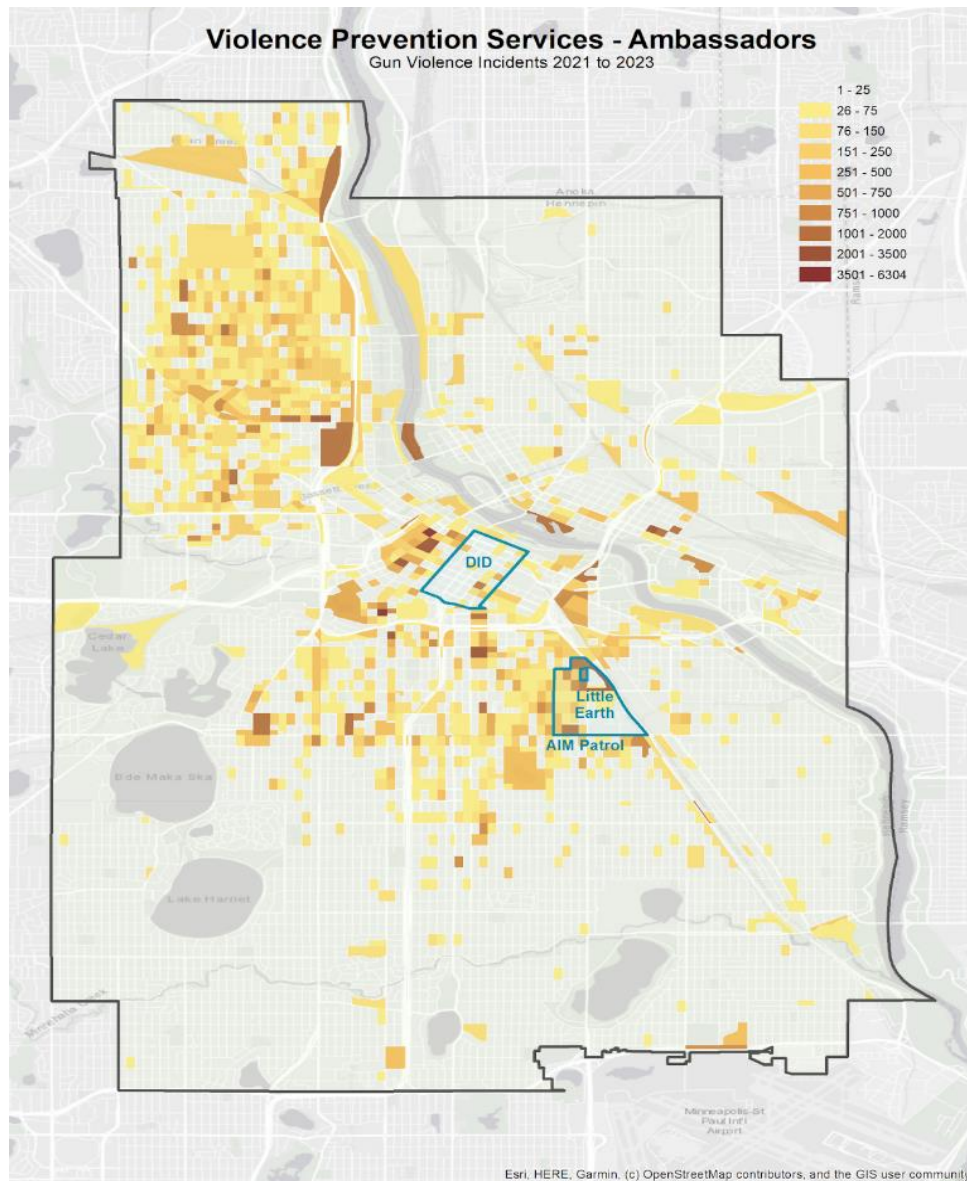 Violence Prevention Services - Ambassadors
Gun Violence Incidents 2021 to 2023
1 - 25
26 - 75
76 - 150
151 - 250
251 - 500
501 - 750
751 - 1000
1001 - 2000
2001 - 3500
3501 - 6304
Anoka
Hennepin
DID
Cedar
Lake
Little
Earth
AIM Patrol
Bde Maka Ska
Ramsey
Lake Harriet
Minneapolis-St
Paul Int'l
Airport
Esri, HERE, Garmin, (c) OpenStreetMap contributors, and the GIS user communit